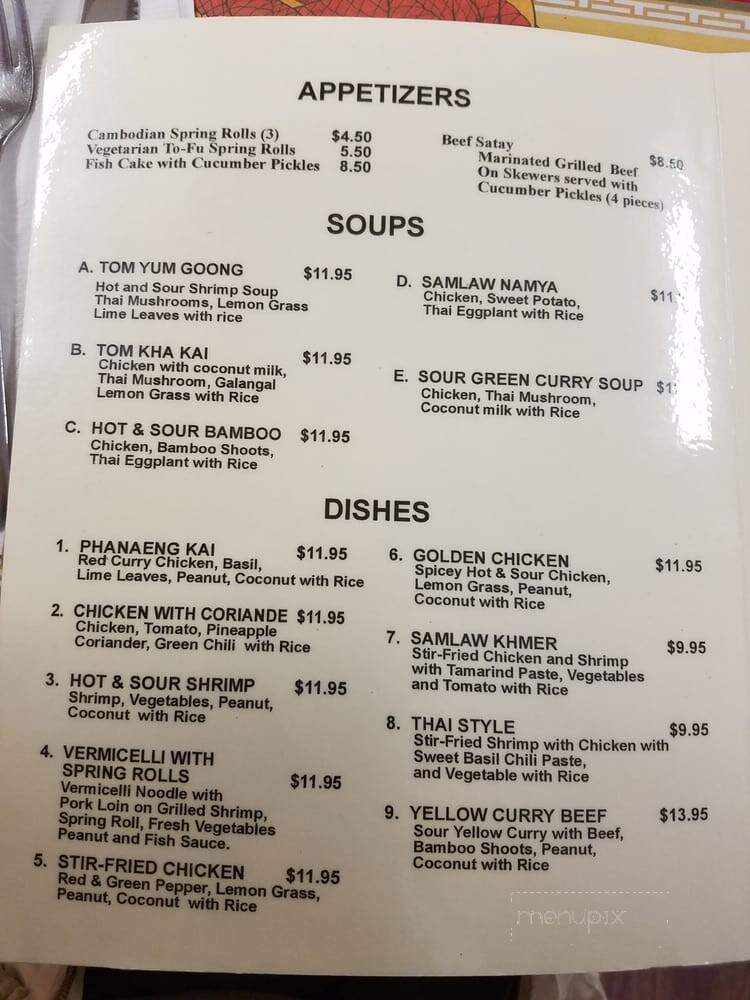 APPETIZERS
Cambodian Spring Rolls (3) $4.50
Vegetarian To-Fu Spring Rolls 5.50
Fish Cake with Cucumber Pickles 8.50
Beef Satay
Marinated Grilled Beef $8.50
On Skewers served with
Cucumber Pickles (4 pieces)
SOUPS
A. TOM YUM GOONG $11.95
Hot and Sour Shrimp Soup
Thai Mushrooms, Lemon Grass
Lime Leaves with rice
B. TOM KHA KAI $11.95
Chicken with coconut milk,
Thai Mushroom, Galangal
Lemon Grass with Rice
C. HOT & SOUR BAMBOO $11.95
Chicken, Bamboo Shoots,
Thai Eggplant with Rice
D. SAMLAW NAMYA
Chicken, Sweet Potato,
Thai Eggplant with Rice
E. SOUR GREEN CURRY SOUP
Chicken, Thai Mushroom,
Coconut milk with Rice
DISHES
1. PHANAENG KAI $11.95
Red Curry Chicken, Basil,
Lime Leaves, Peanut, Coconut with Rice
2. CHICKEN WITH CORIANDE $11.95
Chicken, Tomato, Pineapple
Coriander, Green Chili with Rice
3. HOT & SOUR SHRIMP $11.95
Shrimp, Vegetables, Peanut,
Coconut with Rice
4. VERMICELLI WITH
SPRING ROLLS $11.95
Vermicelli Noodle with
Pork Loin on Grilled Shrimp,
Spring Roll, Fresh Vegetables
Peanut and Fish Sauce.
5. STIR-FRIED CHICKEN $11.95
Red & Green Pepper, Lemon Grass,
Peanut, Coconut with Rice
6. GOLDEN CHICKEN $11.95
Spicey Hot & Sour Chicken,
Lemon Grass, Peanut,
Coconut with Rice
7. SAMLAW KHMER $9.95
Stir-Fried Chicken and Shrimp
with Tamarind Paste, Vegetables
and Tomato with Rice
8. THAI STYLE $9.95
Stir-Fried Shrimp with Chicken with
Sweet Basil Chili Paste,
and Vegetable with Rice
9. YELLOW CURRY BEEF $13.95
Sour Yellow Curry with Beef,
Bamboo Shoots, Peanut,
Coconut with Rice
menupix